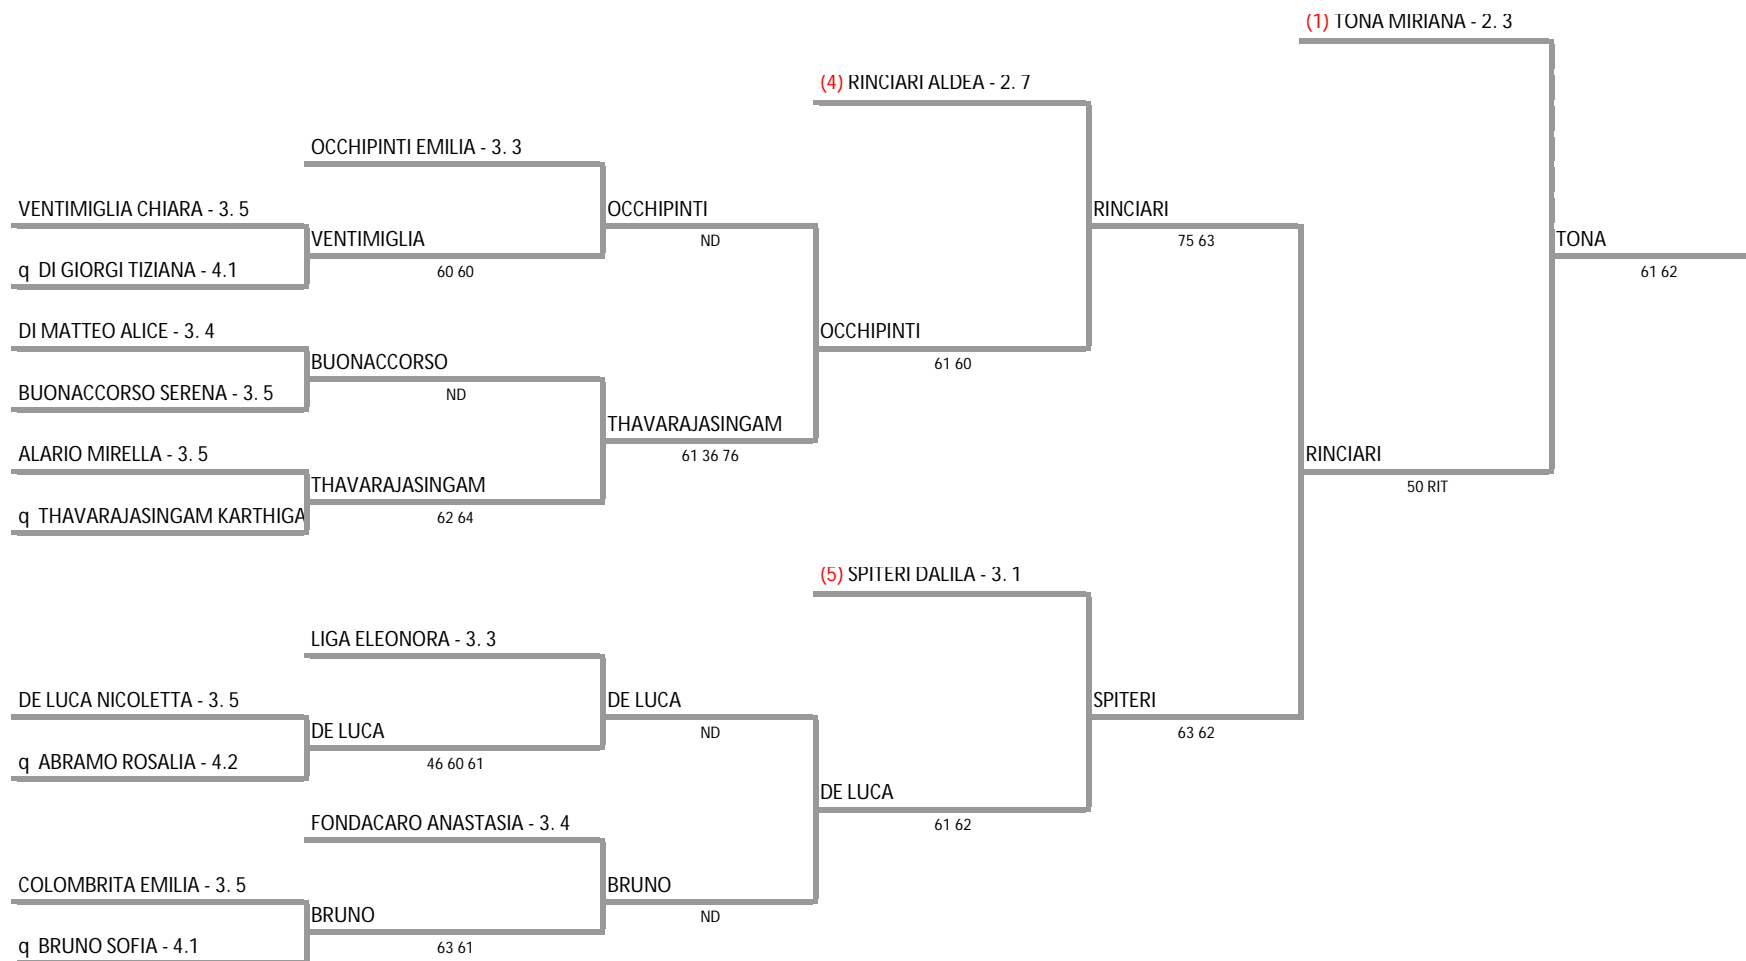 (1) TONA MIRIANA - 2. 3
(4) RINCIARI ALDEA - 2. 7
OCCHIPINTI EMILIA - 3. 3
VENTIMIGLIA CHIARA - 3. 5
OCCHIPINTI
RINCIARI
VENTIMIGLIA
ND
75 63
TONA
q DI GIORGI TIZIANA - 4.1
60 60
61 62
DI MATTEO ALICE - 3. 4
OCCHIPINTI
BUONACCORSO
61 60
BUONACCORSO SERENA - 3. 5
ND
THAVARAJASINGAM
ALARIO MIRELLA - 3. 5
61 36 76
RINCIARI
THAVARAJASINGAM
50 RIT
q THAVARAJASINGAM KARTHIGA
62 64
(5) SPITERI DALILA - 3. 1
LIGA ELEONORA - 3. 3
DE LUCA NICOLETTA - 3. 5
DE LUCA
SPITERI
DE LUCA
ND
63 62
q ABRAMO ROSALIA - 4.2
46 60 61
DE LUCA
FONDACARO ANASTASIA - 3. 4
61 62
COLOMBRITA EMILIA - 3. 5
BRUNO
BRUNO
ND
q BRUNO SOFIA - 4.1
63 61